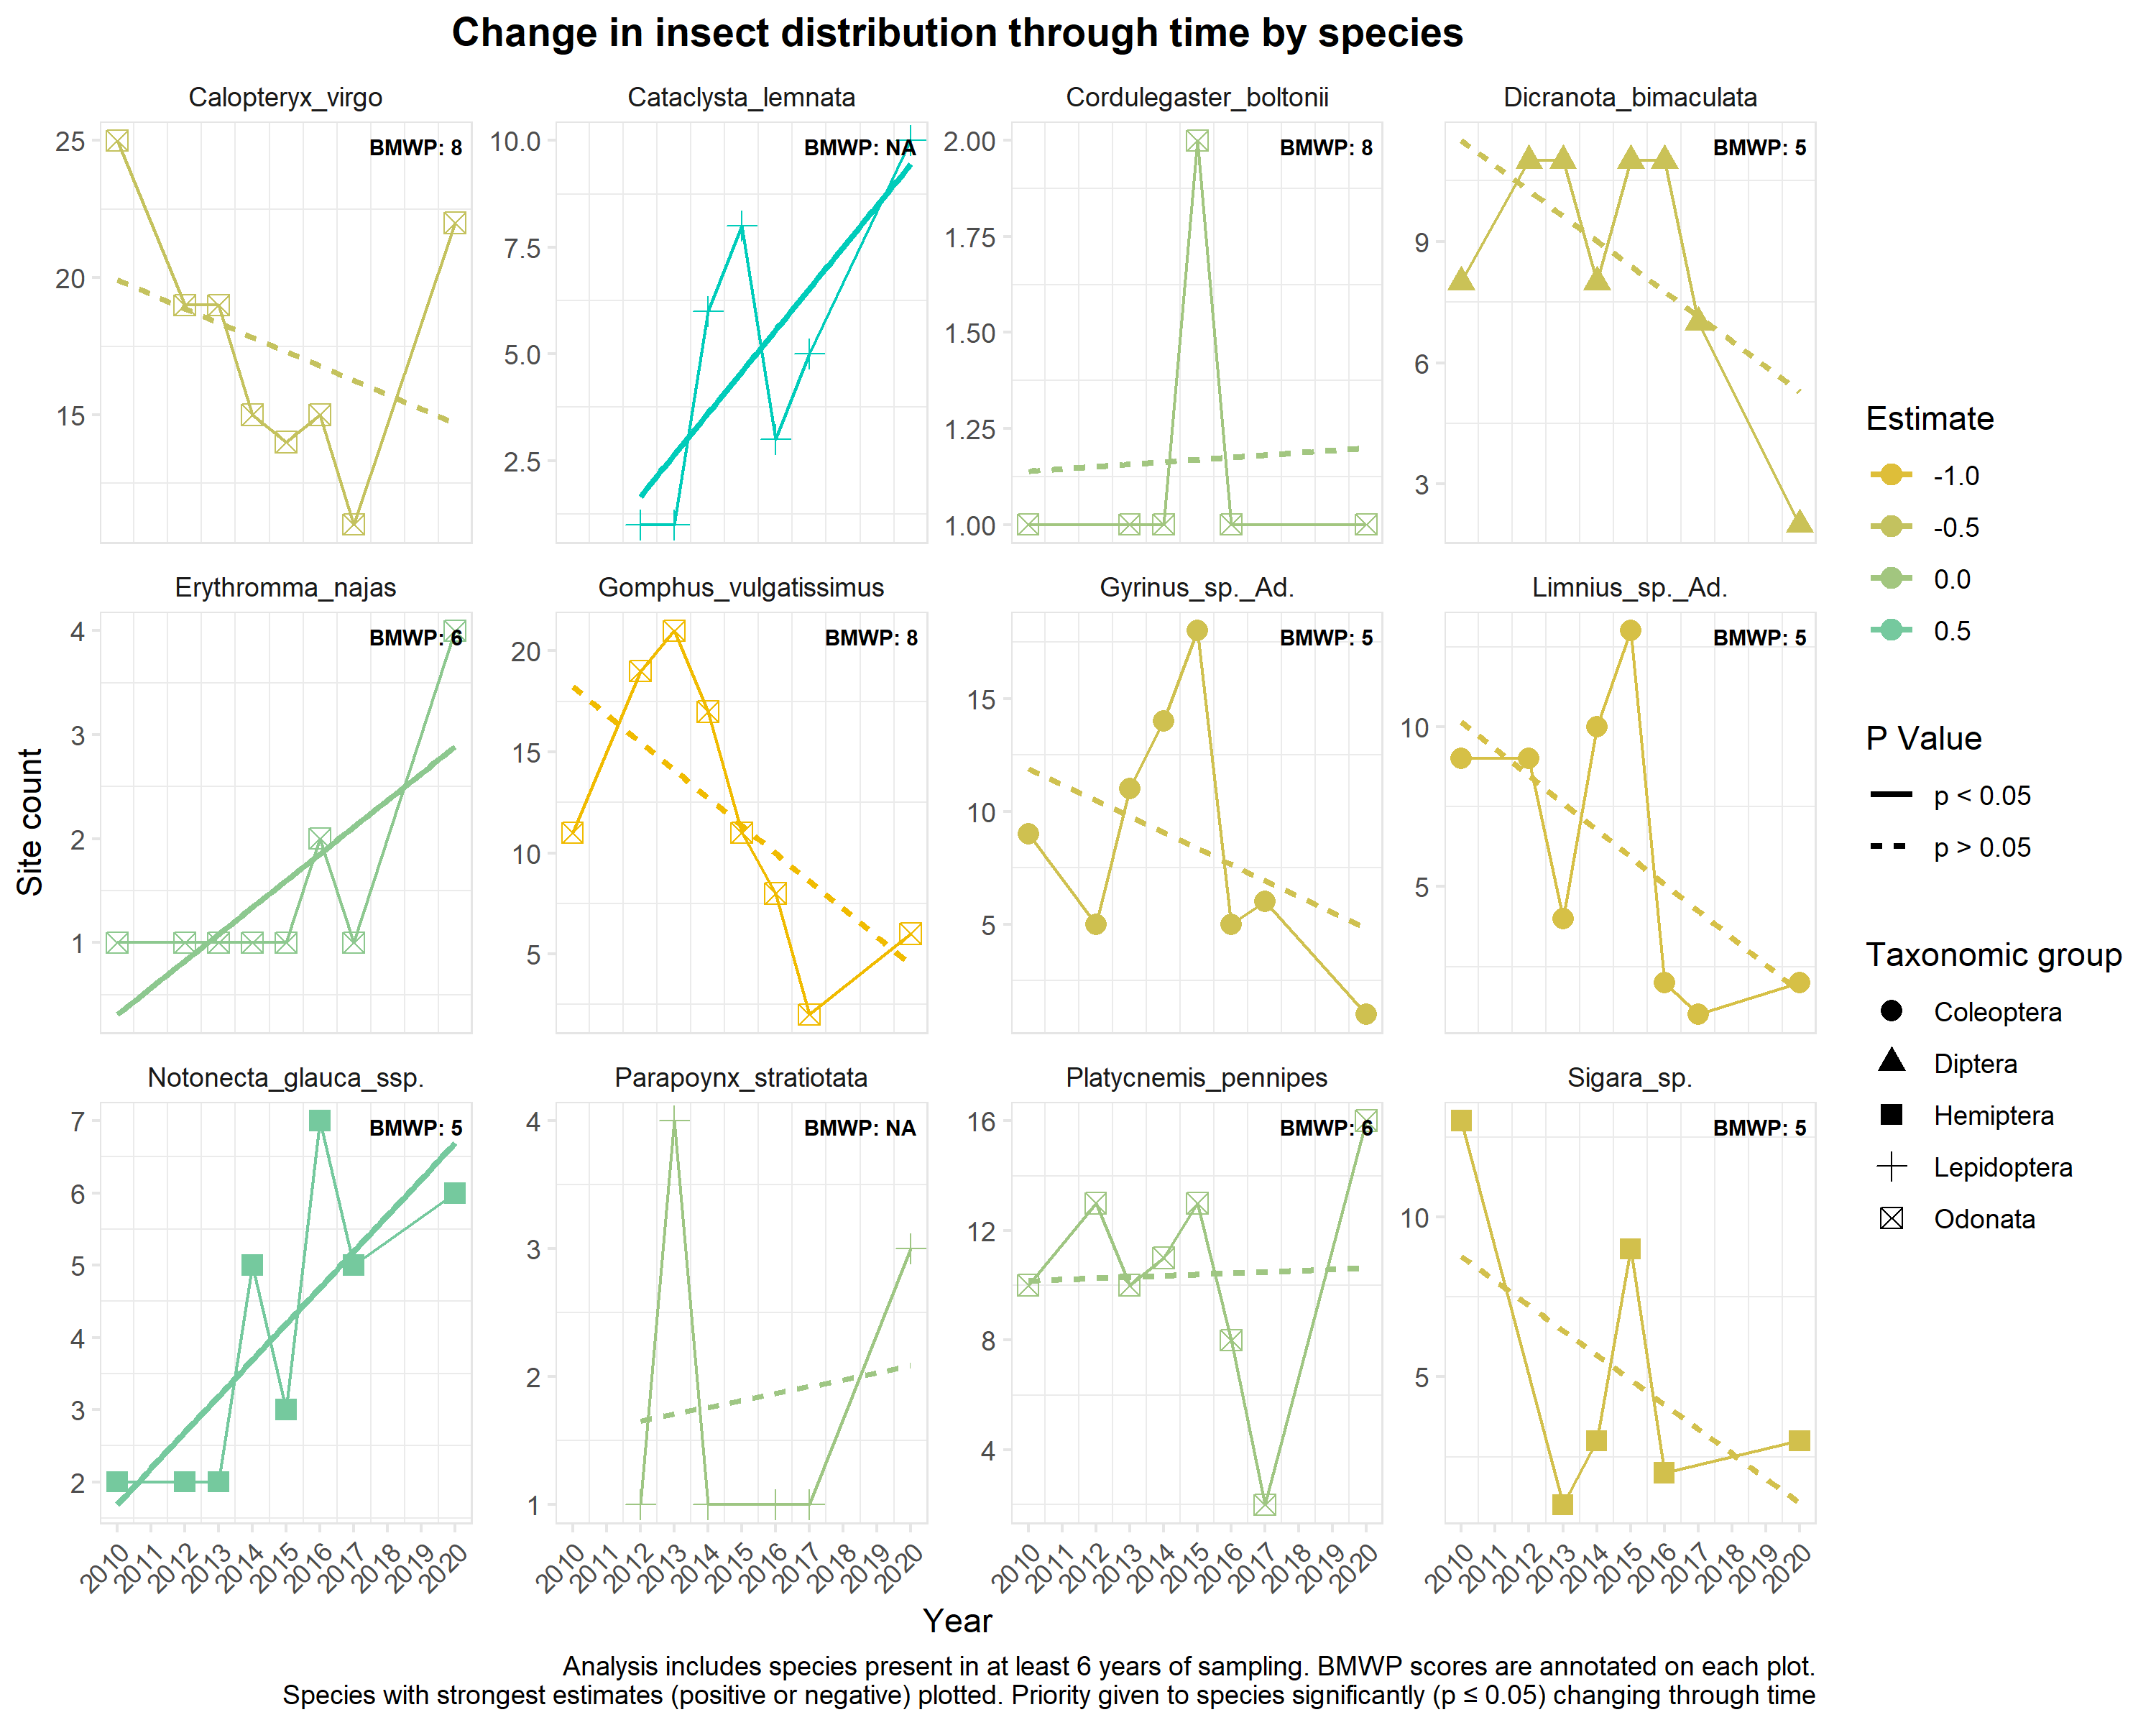 Change in insect distribution through time by species
Calopteryx_virgo
Cataclysta_lemnata
Cordulegaster_boltonii
Dicranota_bimaculata
25
20
15
BMWP: 8
10.0
7.5
5.0
2.5
BMWP: NA
2.00
1.75
1.50
1.25
1.00
BMWP: 8
9
6
3
BMWP: 5
Erythromma_najas
Gomphus_vulgatissimus
Gyrinus_sp._Ad.
Limnius_sp._Ad.
4
3
2
1
BMWP: 6
20
15
10
5
BMWP: 8
15
10
5
BMWP: 5
10
5
BMWP: 5
Notonecta_glauca_ssp.
Parapoynx_stratiotata
Platycnemis_pennipes
Sigara_sp.
7
6
5
4
3
2
BMWP: 5
4
3
2
1
BMWP: NA
16
12
8
4
BMWP: 6
10
5
BMWP: 5
2010 2011 2012 2013 2014 2015 2016 2017 2018 2019 2020
2010 2011 2012 2013 2014 2015 2016 2017 2018 2019 2020
2010 2011 2012 2013 2014 2015 2016 2017 2018 2019 2020
2010 2011 2012 2013 2014 2015 2016 2017 2018 2019 2020
Site count
Year
Estimate
-1.0
-0.5
0.0
0.5
P Value
p < 0.05
p > 0.05
Taxonomic group
Coleoptera
Diptera
Hemiptera
Lepidoptera
Odonata
Analysis includes species present in at least 6 years of sampling. BMWP scores are annotated on each plot.
Species with strongest estimates (positive or negative) plotted. Priority given to species significantly (p ≤ 0.05) changing through time